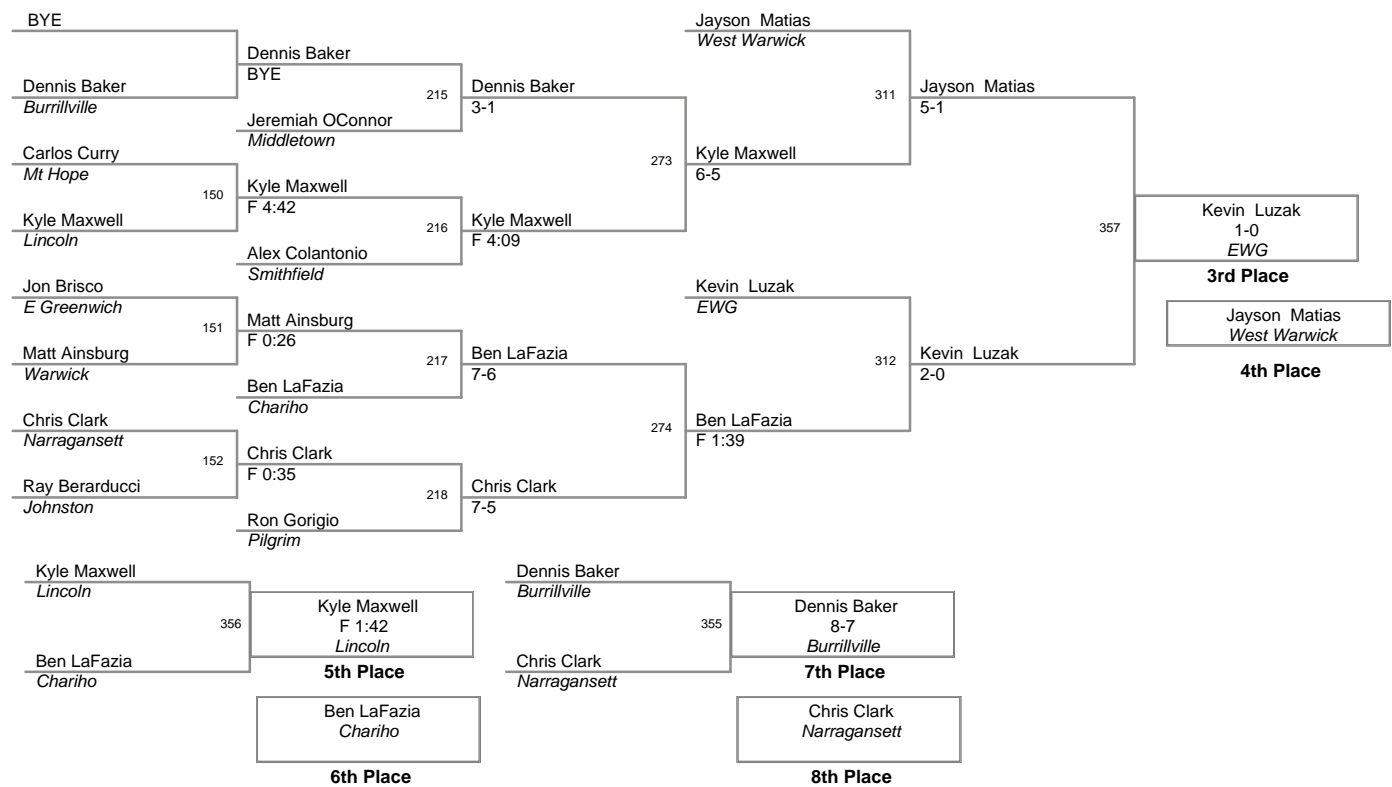 BYE
Dennis Baker
Burrillville
Carlos Curry
Mt Hope
150
Kyle Maxwell
Lincoln
Jon Brisco
E Greenwich
151
Matt Ainsburg
Warwick
Chris Clark
Narragansett
152
Ray Berarducci
Johnston
Dennis Baker
BYE
215
Jeremiah OConnor
Middletown
Kyle Maxwell
F 4:42
216
Alex Colantonio
Smithfield
Matt Ainsburg
F 0:26
217
Ben LaFazia
Chariho
Chris Clark
F 0:35
218
Ron Gorigio
Pilgrim
Dennis Baker
3-1
273
Kyle Maxwell
F 4:09
Ben LaFazia
7-6
274
Chris Clark
7-5
Jayson Matias
West Warwick
311
Kyle Maxwell
6-5
Kevin Luzak
EWG
312
Ben LaFazia
F 1:39
Jayson Matias
5-1
357
Kevin Luzak
2-0
Kevin Luzak
1-0
EWG
3rd Place
Jayson Matias
West Warwick
4th Place
Kyle Maxwell
Lincoln
356
Ben LaFazia
Chariho
Kyle Maxwell
F 1:42
Lincoln
5th Place
Ben LaFazia
Chariho
6th Place
Dennis Baker
Burrillville
355
Chris Clark
Narragansett
Dennis Baker
8-7
Burrillville
7th Place
Chris Clark
Narragansett
8th Place